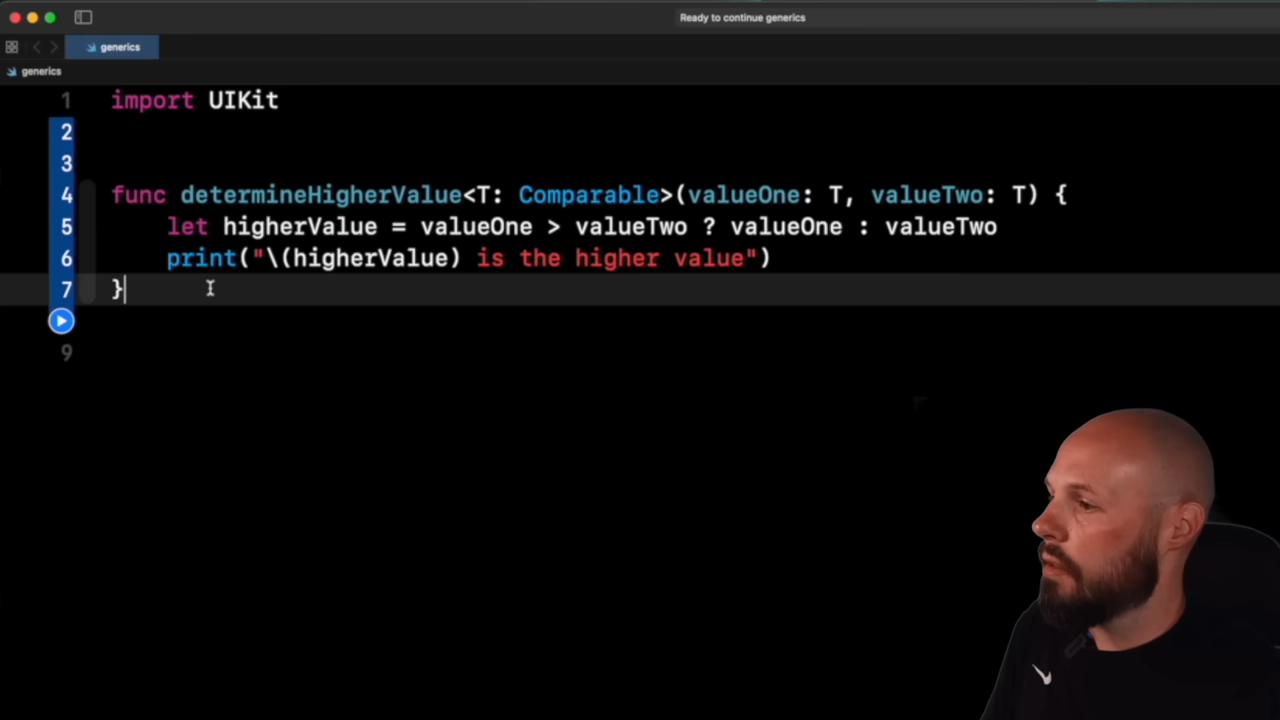 Ready to continue generics
generics
generics
1 import UIKit
2
3
4 func determineHigherValue<T: Comparable>(valueOne: T, valueTwo: T) {
5 let higherValue = valueOne > valueTwo ? valueOne : valueTwo
6 print("\(higherValue) is the higher value")
7 }
9